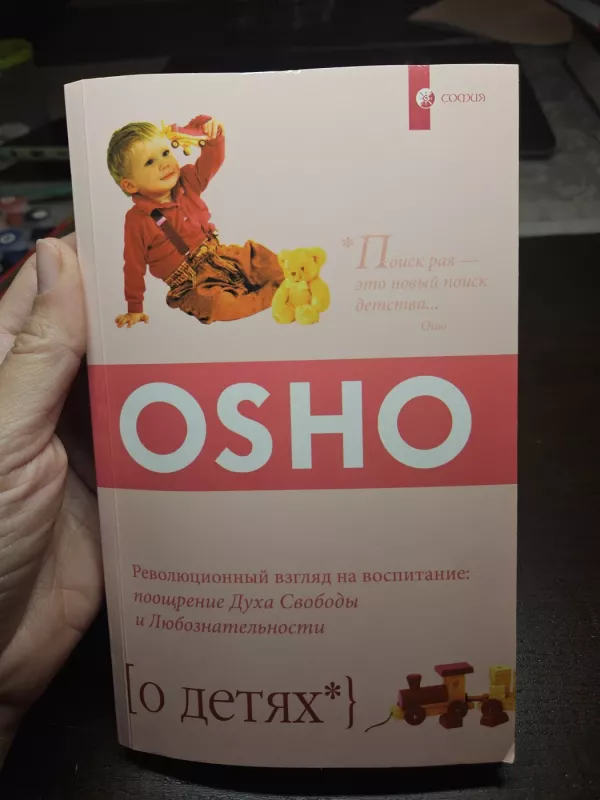 СОФИЯ
*Поиск рая —
это новый поиск
детства...
Ошо
OSHO
Революционный взгляд на воспитание:
поощрение Духа Свободы
и Любознательности
[о детях*}